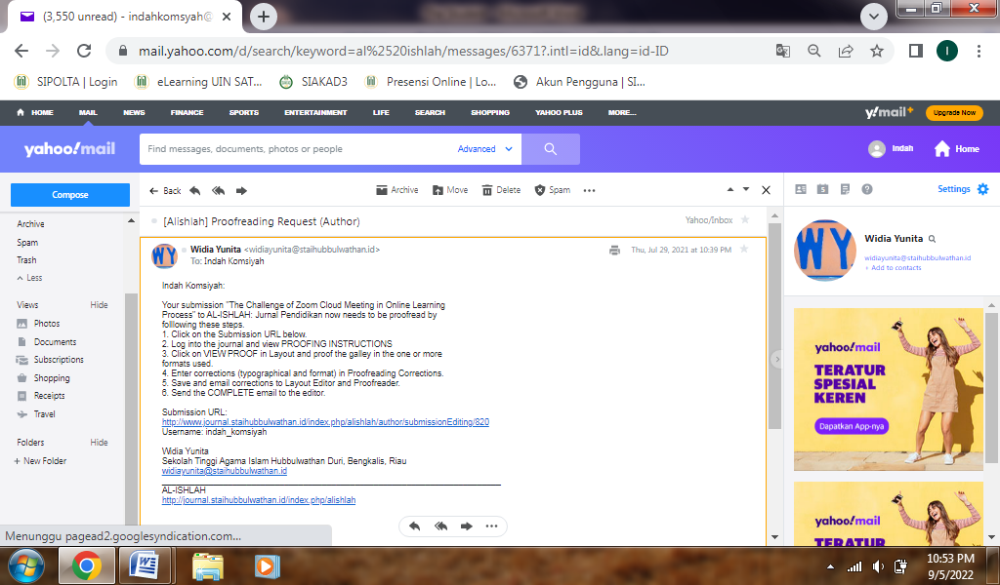 (3,550 unread) - indahkomsyah@
mail.yahoo.com/d/search/keyword=al%2520ishlah/messages/6371?.intl=id&.lang=id-ID
I
SIPOLTA | Login
eLearning UIN SAT...
SIAKAD3
Presensi Online | Lo...
Akun Pengguna | SI...
HOME MAIL NEWS FINANCE SPORTS ENTERTAINMENT LIFE SEARCH SHOPPING YAHOO PLUS MORE...
y!mail+ Upgrade Now
yahoo!mail
Find messages, documents, photos or people
Advanced
Indah
Home
Compose
Back
Archive Move Delete Spam
Settings
Archive
Spam
Trash
Less
Views Hide
Photos
Documents
Subscriptions
Shopping
Receipts
Travel
Folders Hide
+ New Folder
[Alishlah] Proofreading Request (Author)
Yahoo/Inbox
WY
Widia Yunita <widiayunita@staihubbulwathan.id>
To: Indah Komsiyah
Thu, Jul 29, 2021 at 10:39 PM
Indah Komsiyah:
Your submission "The Challenge of Zoom Cloud Meeting in Online Learning
Process" to AL-ISHLAH: Jurnal Pendidikan now needs to be proofread by
folllowing these steps.
1. Click on the Submission URL below.
2. Log into the journal and view PROOFING INSTRUCTIONS
3. Click on VIEW PROOF in Layout and proof the galley in the one or more
formats used.
4. Enter corrections (typographical and format) in Proofreading Corrections.
5. Save and email corrections to Layout Editor and Proofreader.
6. Send the COMPLETE email to the editor.
Submission URL:
http://www.journal.staihubbulwathan.id/index.php/alishlah/author/submissionEditing/820
Username: indah_komsiyah
Widia Yunita
Sekolah Tinggi Agama Islam Hubbulwathan Duri, Bengkalis, Riau
widiayunita@staihubbulwathan.id
AL-ISHLAH
http://journal.staihubbulwathan.id/index.php/alishlah
WY
Widia Yunita
widiayunita@staihubbulwathan.id
+ Add to contacts
yahoo!mail
TERATUR
SPESIAL
KEREN
Dapatkan App-nya
yahoo!mail
TERATUR
Menunggu pagead2.googlesyndication.com...
10:53 PM
9/5/2022